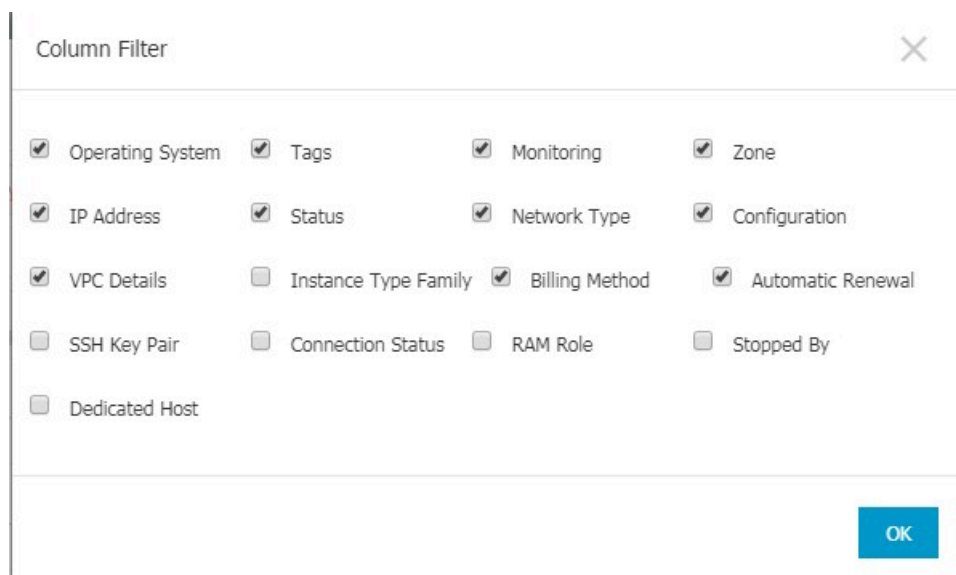 Column Filter
Operating System Tags Monitoring Zone
IP Address Status Network Type Configuration
VPC Details Instance Type Family Billing Method Automatic Renewal
SSH Key Pair Connection Status RAM Role Stopped By
Dedicated Host
OK